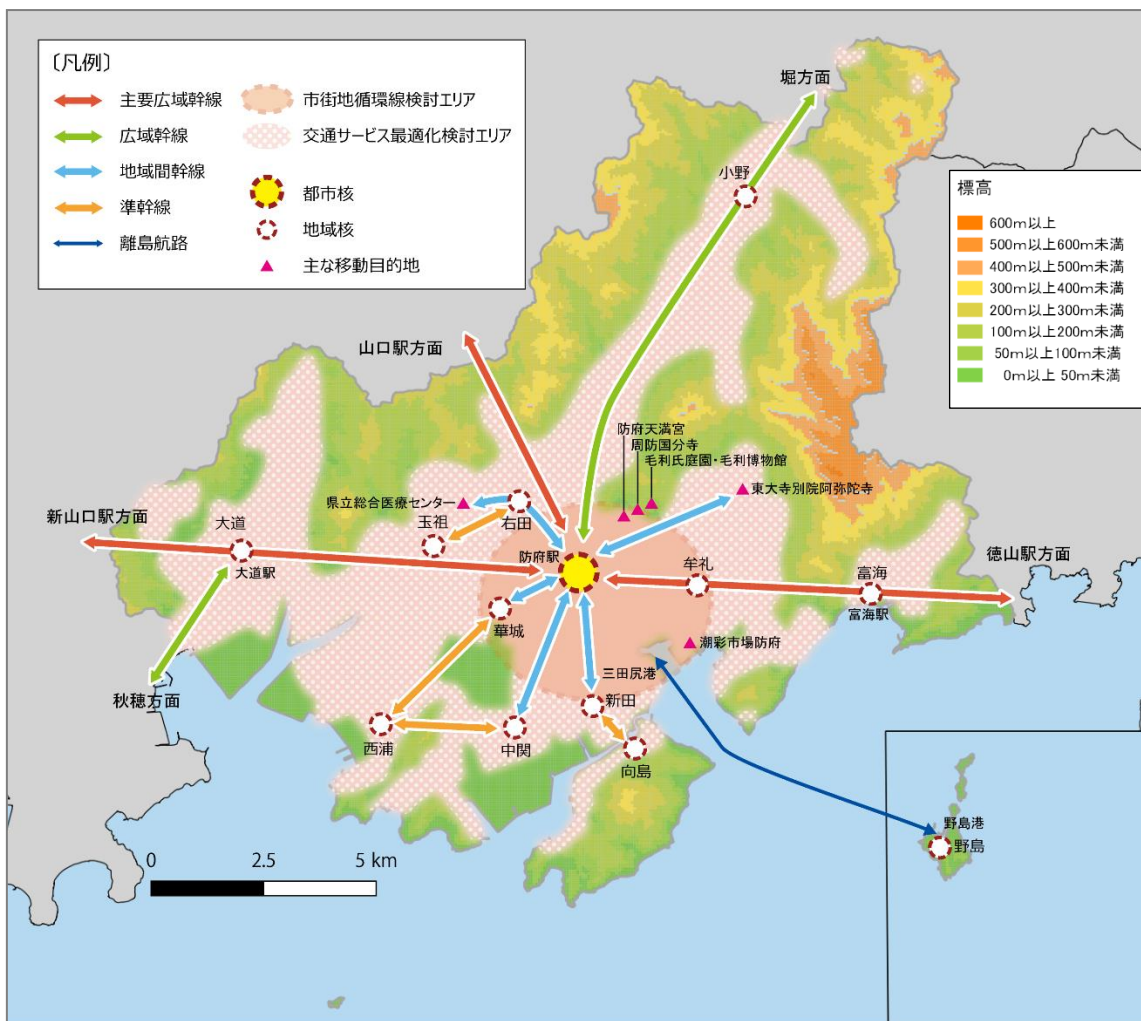 〔凡例〕
主要広域幹線
広域幹線
地域間幹線
準幹線
離島航路
市街地循環線検討エリア
交通サービス最適化検討エリア
都市核
地域核
主な移動目的地
堀方面
小野
標高
600m以上
500m以上600m未満
400m以上500m未満
300m以上400m未満
200m以上300m未満
100m以上200m未満
50m以上100m未満
0m以上 50m未満
山口駅方面
防府天満宮
周防国分寺
毛利氏庭園・毛利博物館
東大寺別院阿弥陀寺
県立総合医療センター
右田
玉祖
新山口駅方面
大道
大道駅
防府駅
牟礼
富海
富海駅
徳山駅方面
華城
潮彩市場防府
三田尻港
新田
秋穂方面
西浦
中関
向島
野島港
野島
0 2.5 5 km